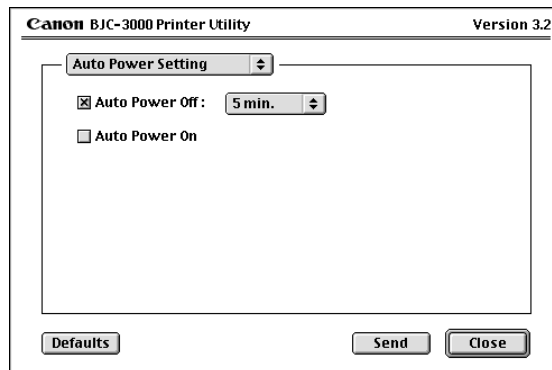 Canon BJC-3000 Printer Utility Version 3.2
Auto Power Setting
Auto Power Off : 5 min.
Auto Power On
Defaults Send Close